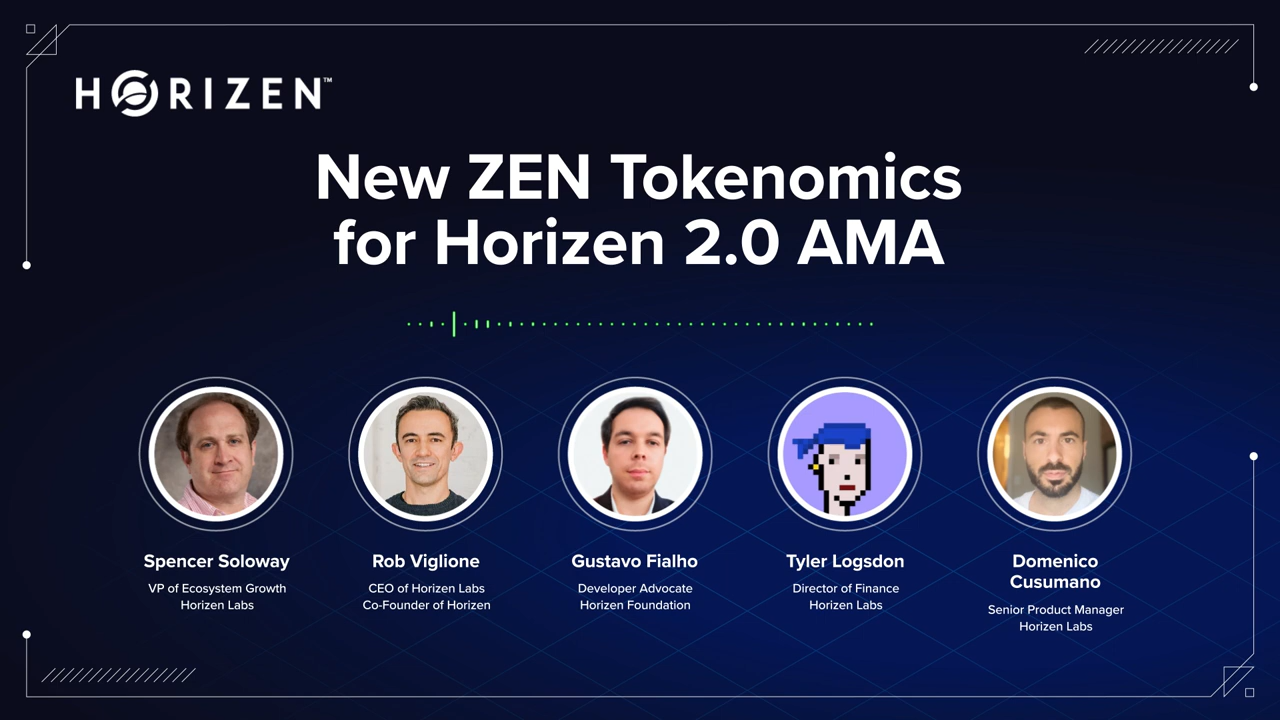 HORIZEN™
New ZEN Tokenomics
for Horizen 2.0 AMA
Spencer Soloway
VP of Ecosystem Growth
Horizen Labs
Rob Viglione
CEO of Horizen Labs
Co-Founder of Horizen
Gustavo Fialho
Developer Advocate
Horizen Foundation
Tyler Logsdon
Director of Finance
Horizen Labs
Domenico
Cusumano
Senior Product Manager
Horizen Labs